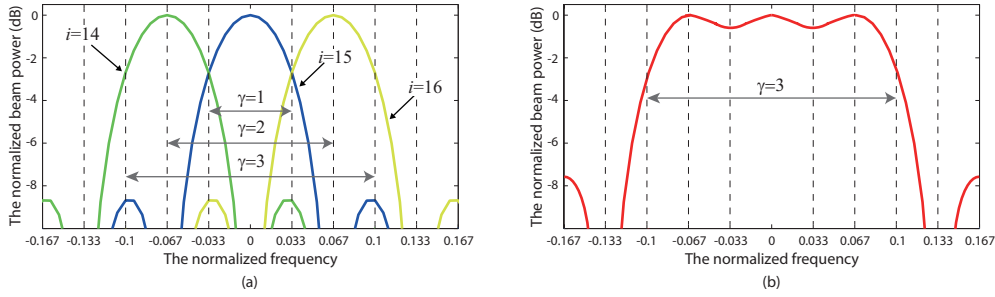 The normalized beam power (dB)
0
-2
-4
-6
-8
i=14
i=15
i=16
γ=1
γ=2
γ=3
-0.167 -0.133 -0.1 -0.067 -0.033 0 0.033 0.067 0.1 0.133 0.167
The normalized frequency
(a)
The normalized beam power (dB)
0
-2
-4
-6
-8
γ=3
-0.167 -0.133 -0.1 -0.067 -0.033 0 0.033 0.067 0.1 0.133 0.167
The normalized frequency
(b)